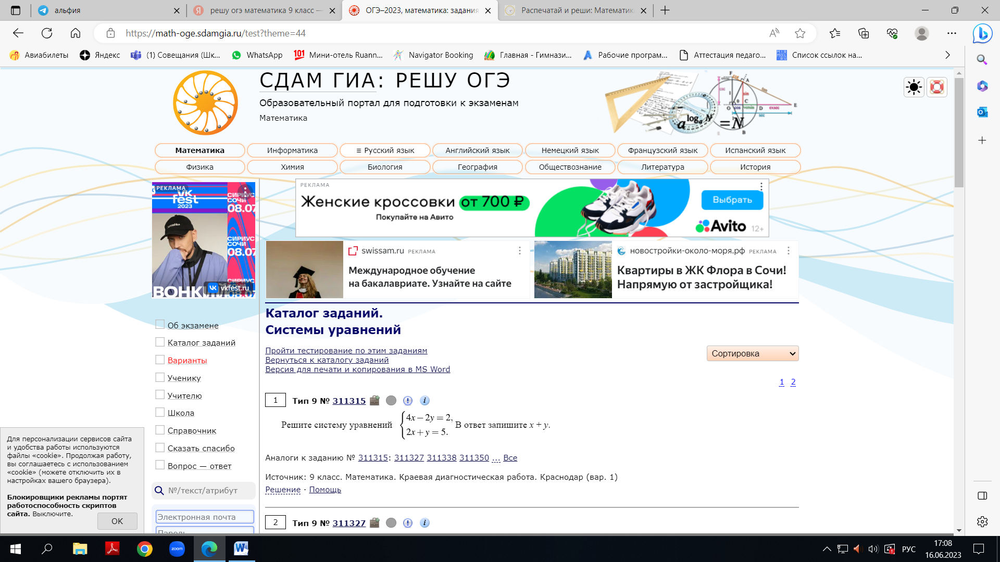 альфия
решу огэ математика 9 класс —
ОГЭ–2023, математика: задания
Распечатай и реши: Математик
https://math-oge.sdamgia.ru/test?theme=44
Авиабилеты
Яндекс
(1) Совещания (Шк...
WhatsApp
101 Мини-отель Ruann...
Navigator Booking
Главная - Гимнази...
Рабочие програм...
Аттестация педаго...
Список ссылок на...
СДАМ ГИА: РЕШУ ОГЭ
Образовательный портал для подготовки к экзаменам
Математика
Математика
Информатика
≡ Русский язык
Английский язык
Немецкий язык
Французский язык
Испанский язык
Физика
Химия
Биология
География
Обществознание
Литература
История
РЕКЛАМА
vk
fest
2023
СИРИУС
СОЧИ
08.07
СИРИУС
СОЧИ
08.07
vkfest.ru
РЕКЛАМА
Женские кроссовки от 700 ₽
Покупайте на Авито
Выбрать
Avito 12+
swissam.ru РЕКЛАМА
Международное обучение
на бакалавриате. Узнайте на сайте
новостройки-около-моря.рф РЕКЛАМА
Квартиры в ЖК Флора в Сочи!
Напрямую от застройщика!
Каталог заданий.
Системы уравнений
Пройти тестирование по этим заданиям
Вернуться к каталогу заданий
Версия для печати и копирования в MS Word
Сортировка
1 2
1 Тип 9 № 311315
Решите систему уравнений {4x − 2y = 2, 2x + y = 5. В ответ запишите x + y.
Аналоги к заданию № 311315: 311327 311338 311350 ... Все
Источник: 9 класс. Математика. Краевая диагностическая работа. Краснодар (вар. 1)
Решение · Помощь
2 Тип 9 № 311327
Об экзамене
Каталог заданий
Варианты
Ученику
Учителю
Школа
Справочник
Сказать спасибо
Вопрос — ответ
№/текст/атрибут
Электронная почта
Пароль
Для персонализации сервисов сайта
и удобства работы используются
файлы «cookie». Продолжая работу,
вы соглашаетесь с использованием
«cookie» (можете отключить их в
настройках вашего браузера).
Блокировщики рекламы портят
работоспособность скриптов
сайта. Выключите.
OK
zoom
РУС
17:08
16.06.2023